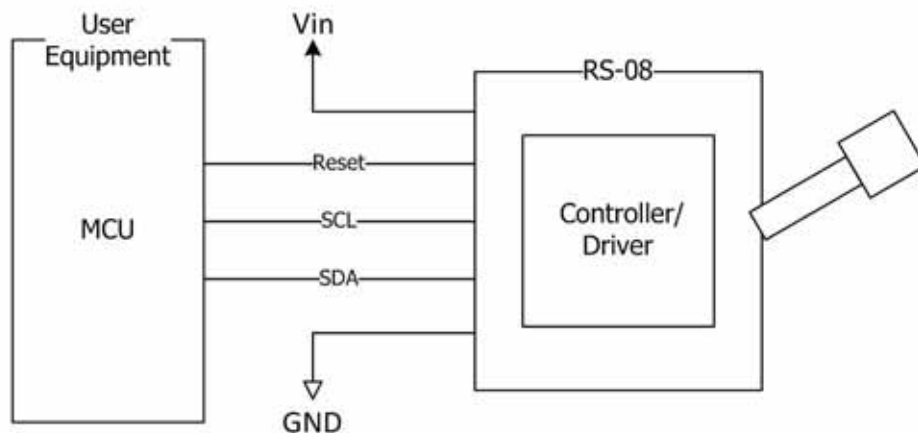 User
Equipment
MCU
Vin
Reset
SCL
SDA
GND
RS-08
Controller/
Driver